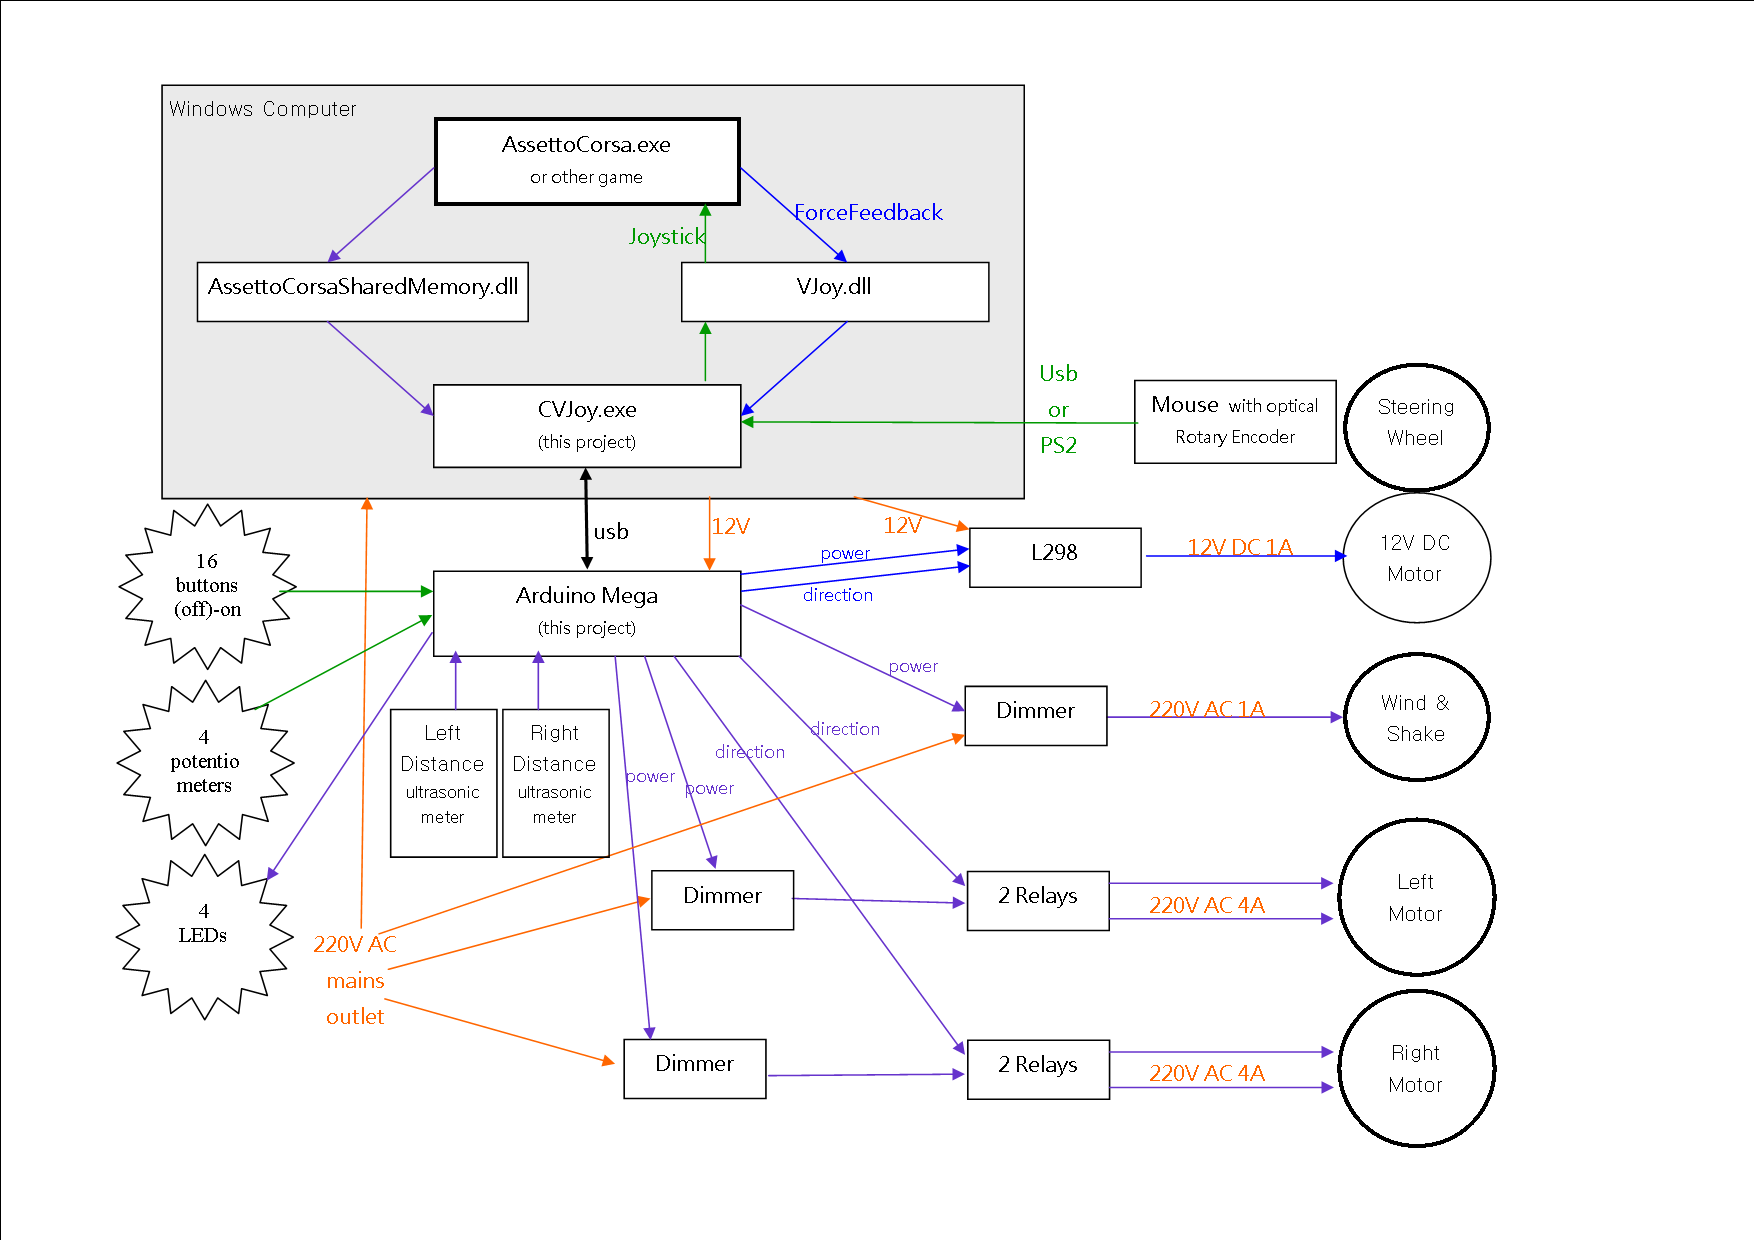 Windows Computer
AssettoCorsa.exe
or other game
ForceFeedback
Joystick
AssettoCorsaSharedMemory.dll
VJoy.dll
CVJoy.exe
(this project)
Usb
or
PS2
Mouse with optical
Rotary Encoder
Steering
Wheel
usb
12V
12V
L298
12V DC 1A
12V DC
Motor
16
buttons
(off)-on
Arduino Mega
(this project)
power
direction
power
4
potentio
meters
Left
Distance
ultrasonic
meter
Right
Distance
ultrasonic
meter
power
power
direction
direction
Dimmer
220V AC 1A
Wind &
Shake
4
LEDs
220V AC
mains
outlet
Dimmer
2 Relays
220V AC 4A
Left
Motor
Dimmer
2 Relays
220V AC 4A
Right
Motor